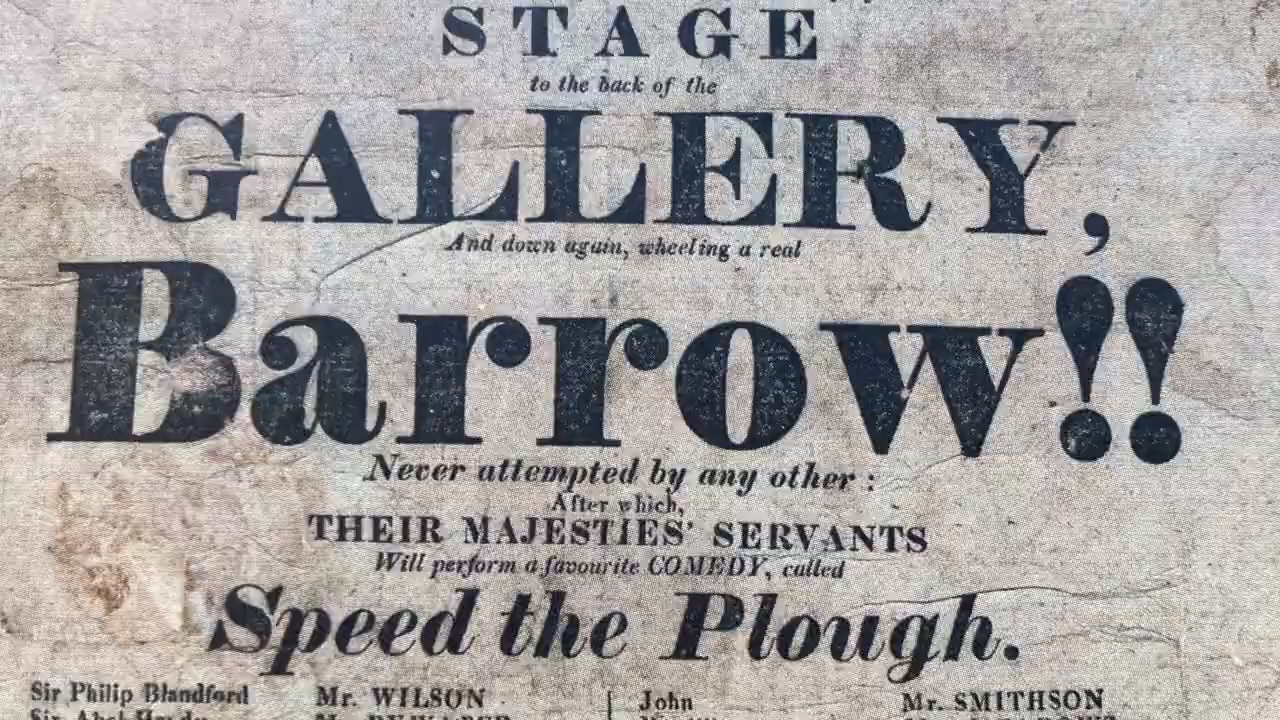 STAGE
to the back of the
GALLERY,
And down again, wheeling a real
Barrow!!
Never attempted by any other :
After which,
THEIR MAJESTIES' SERVANTS
Will perform a favourite COMEDY, called
Speed the Plough.
Sir Philip Blandford Mr. WILSON John Mr. SMITHSON